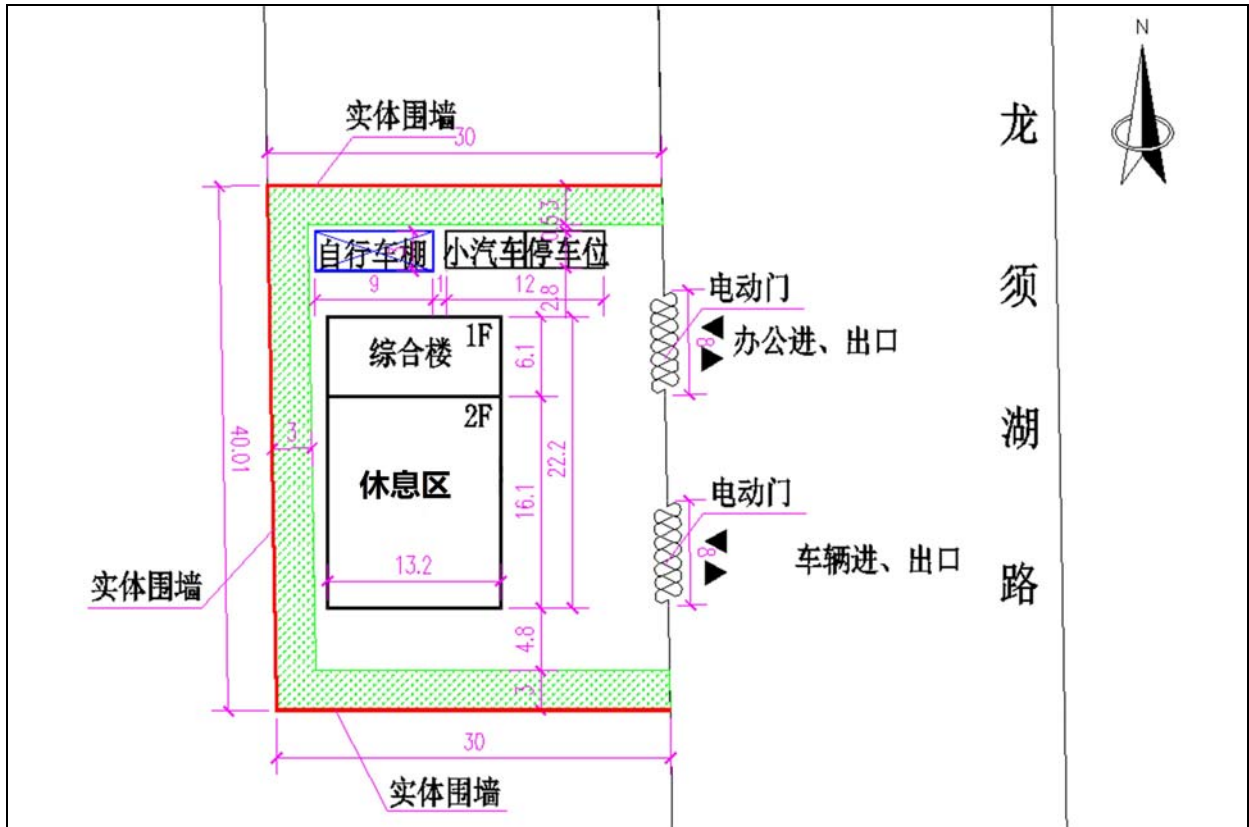 N
实体围墙
30
龙须湖路
3
0.5
自行车棚
小汽车停车位
3
9
1
12
2.8
电动门
8
办公进、出口
综合楼
1F
6.1
2F
22.2
40.01
3
休息区
16.1
电动门
8
车辆进、出口
13.2
实体围墙
4.8
3
30
实体围墙